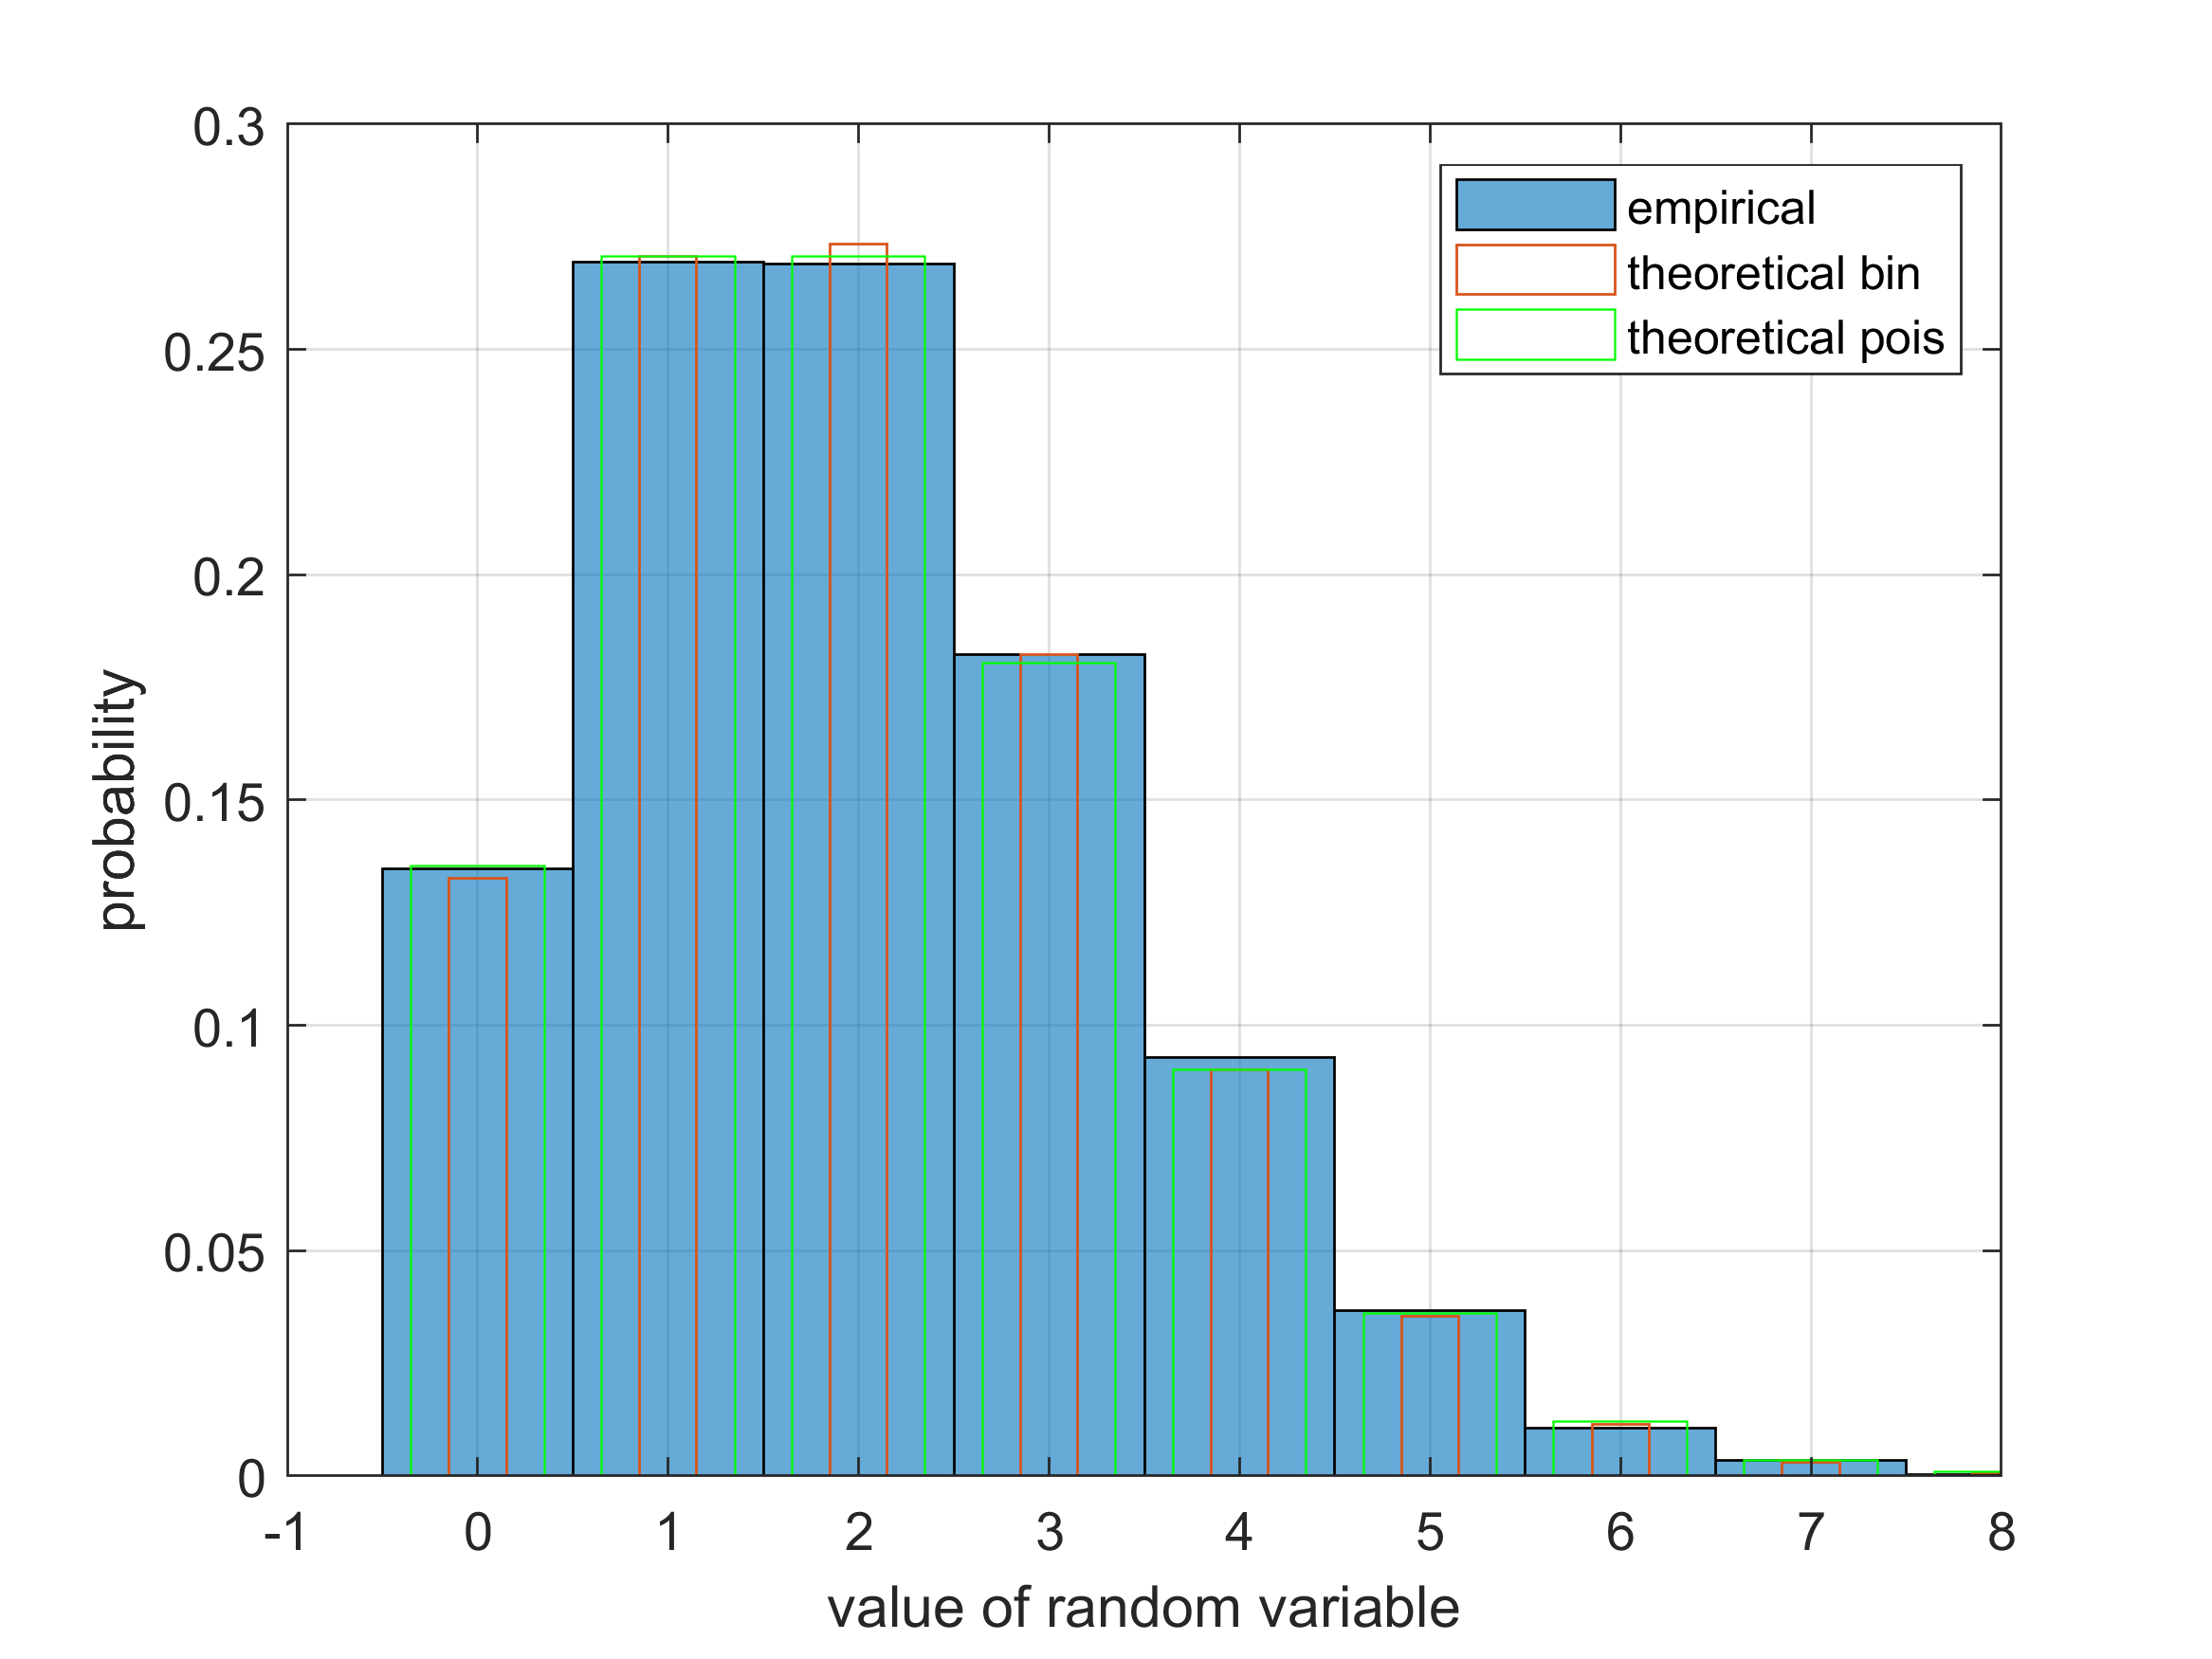 0.3
0.25
0.2
0.15
0.1
0.05
0
-1 0 1 2 3 4 5 6 7 8
probability
value of random variable
empirical
theoretical bin
theoretical pois